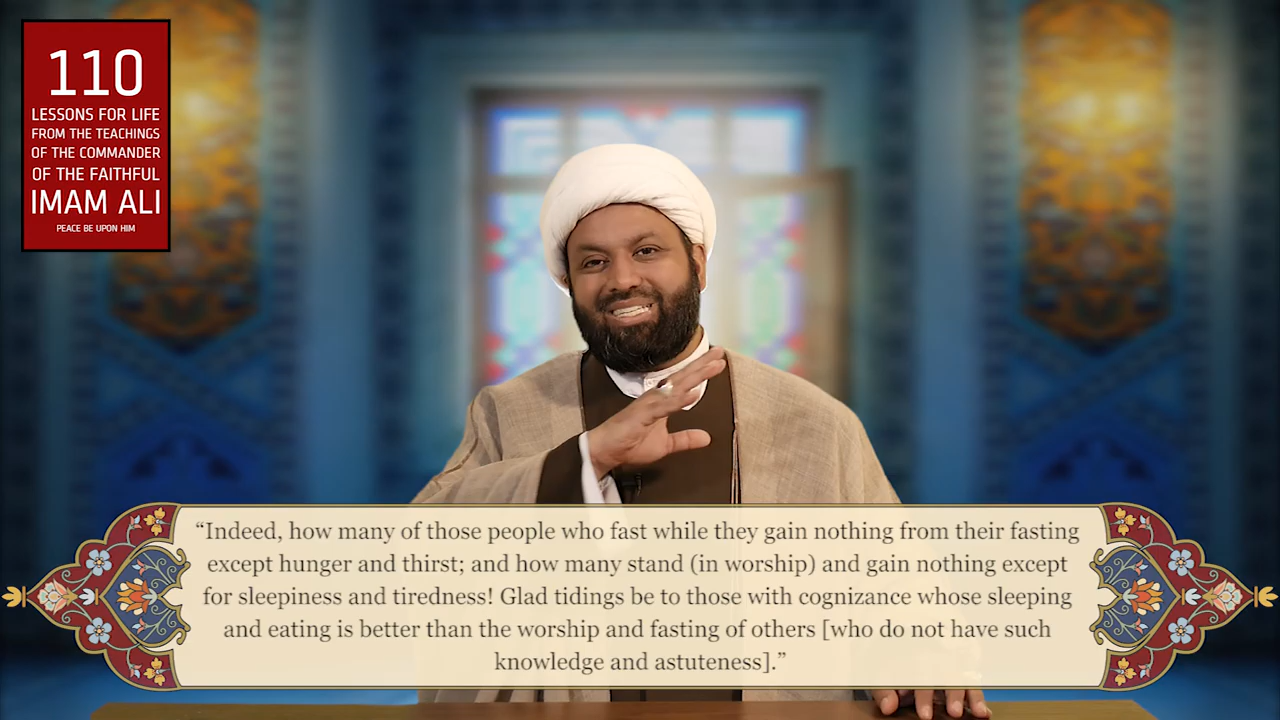 110
LESSONS FOR LIFE
FROM THE TEACHINGS
OF THE COMMANDER
OF THE FAITHFUL
IMAM ALI
PEACE BE UPON HIM
“Indeed, how many of those people who fast while they gain nothing from their fasting
except hunger and thirst; and how many stand (in worship) and gain nothing except
for sleepiness and tiredness! Glad tidings be to those with cognizance whose sleeping
and eating is better than the worship and fasting of others [who do not have such
knowledge and astuteness].”